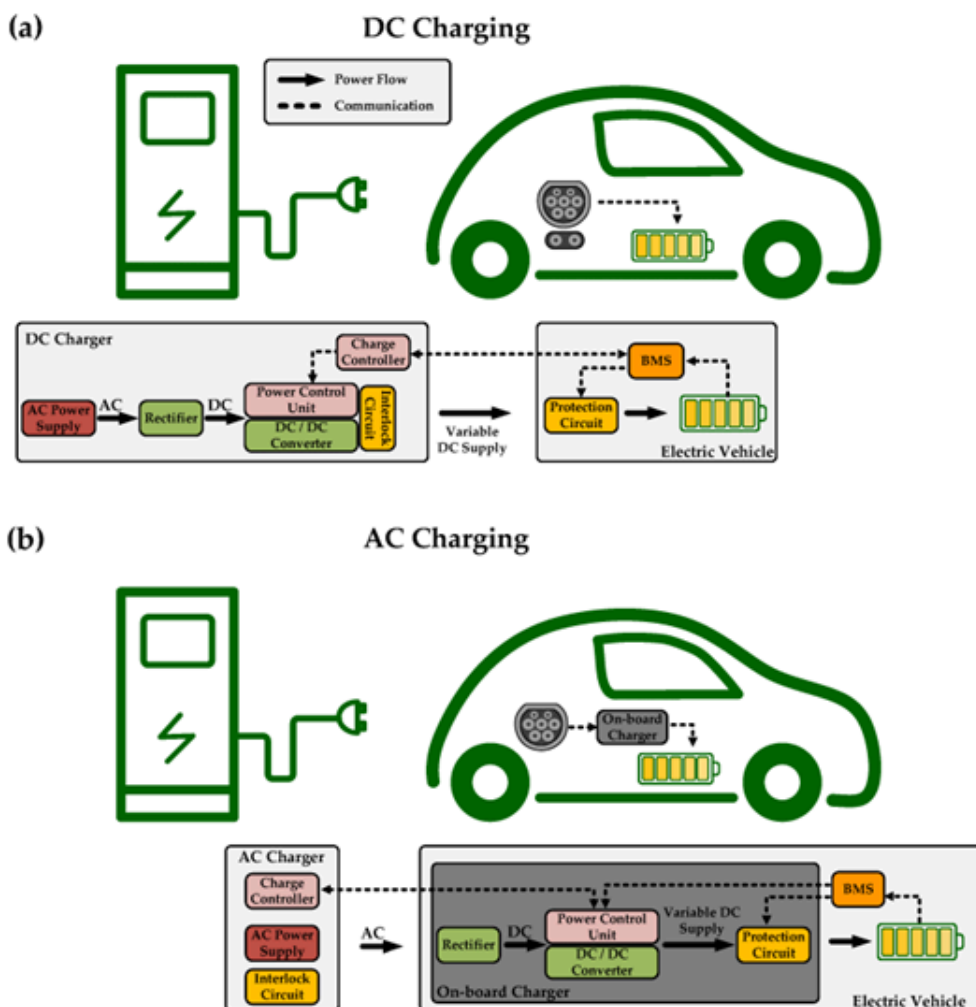 (a)
DC Charging
Power Flow
Communication
DC Charger
Charge
Controller
AC Power
Supply
AC
Rectifier
DC
Power Control
Unit
DC / DC
Converter
Interlock
Circuit
Variable
DC Supply
BMS
Protection
Circuit
Electric Vehicle
(b)
AC Charging
On-board
Charger
AC Charger
Charge
Controller
AC Power
Supply
Interlock
Circuit
AC
Rectifier
DC
Power Control
Unit
DC / DC
Converter
Variable DC
Supply
Protection
Circuit
BMS
On-board Charger
Electric Vehicle